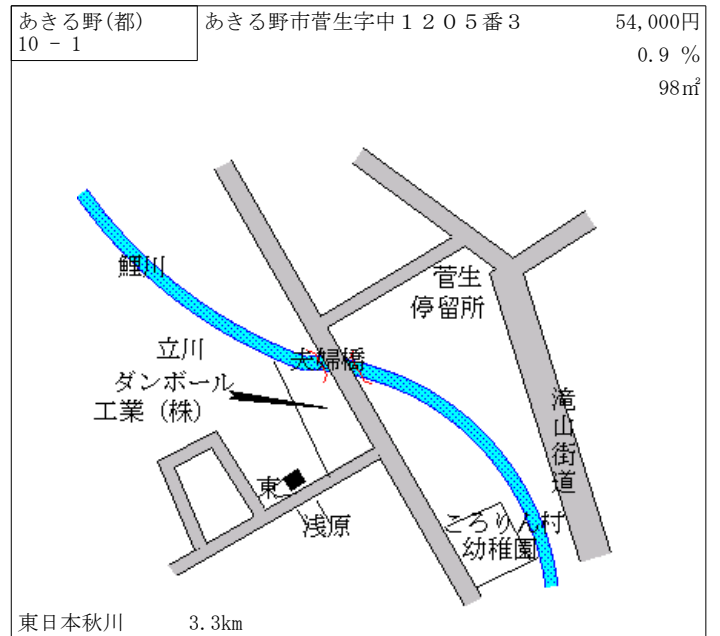 あきる野(都)
10 - 1
あきる野市菅生字中１２０５番３
54,000円
0.9 %
98㎡
鯉川
菅生
停留所
夫婦橋
立川
ダンボール
工業（株）
滝山街道
東
浅原
ころりん村
幼稚園
東日本秋川 3.3km